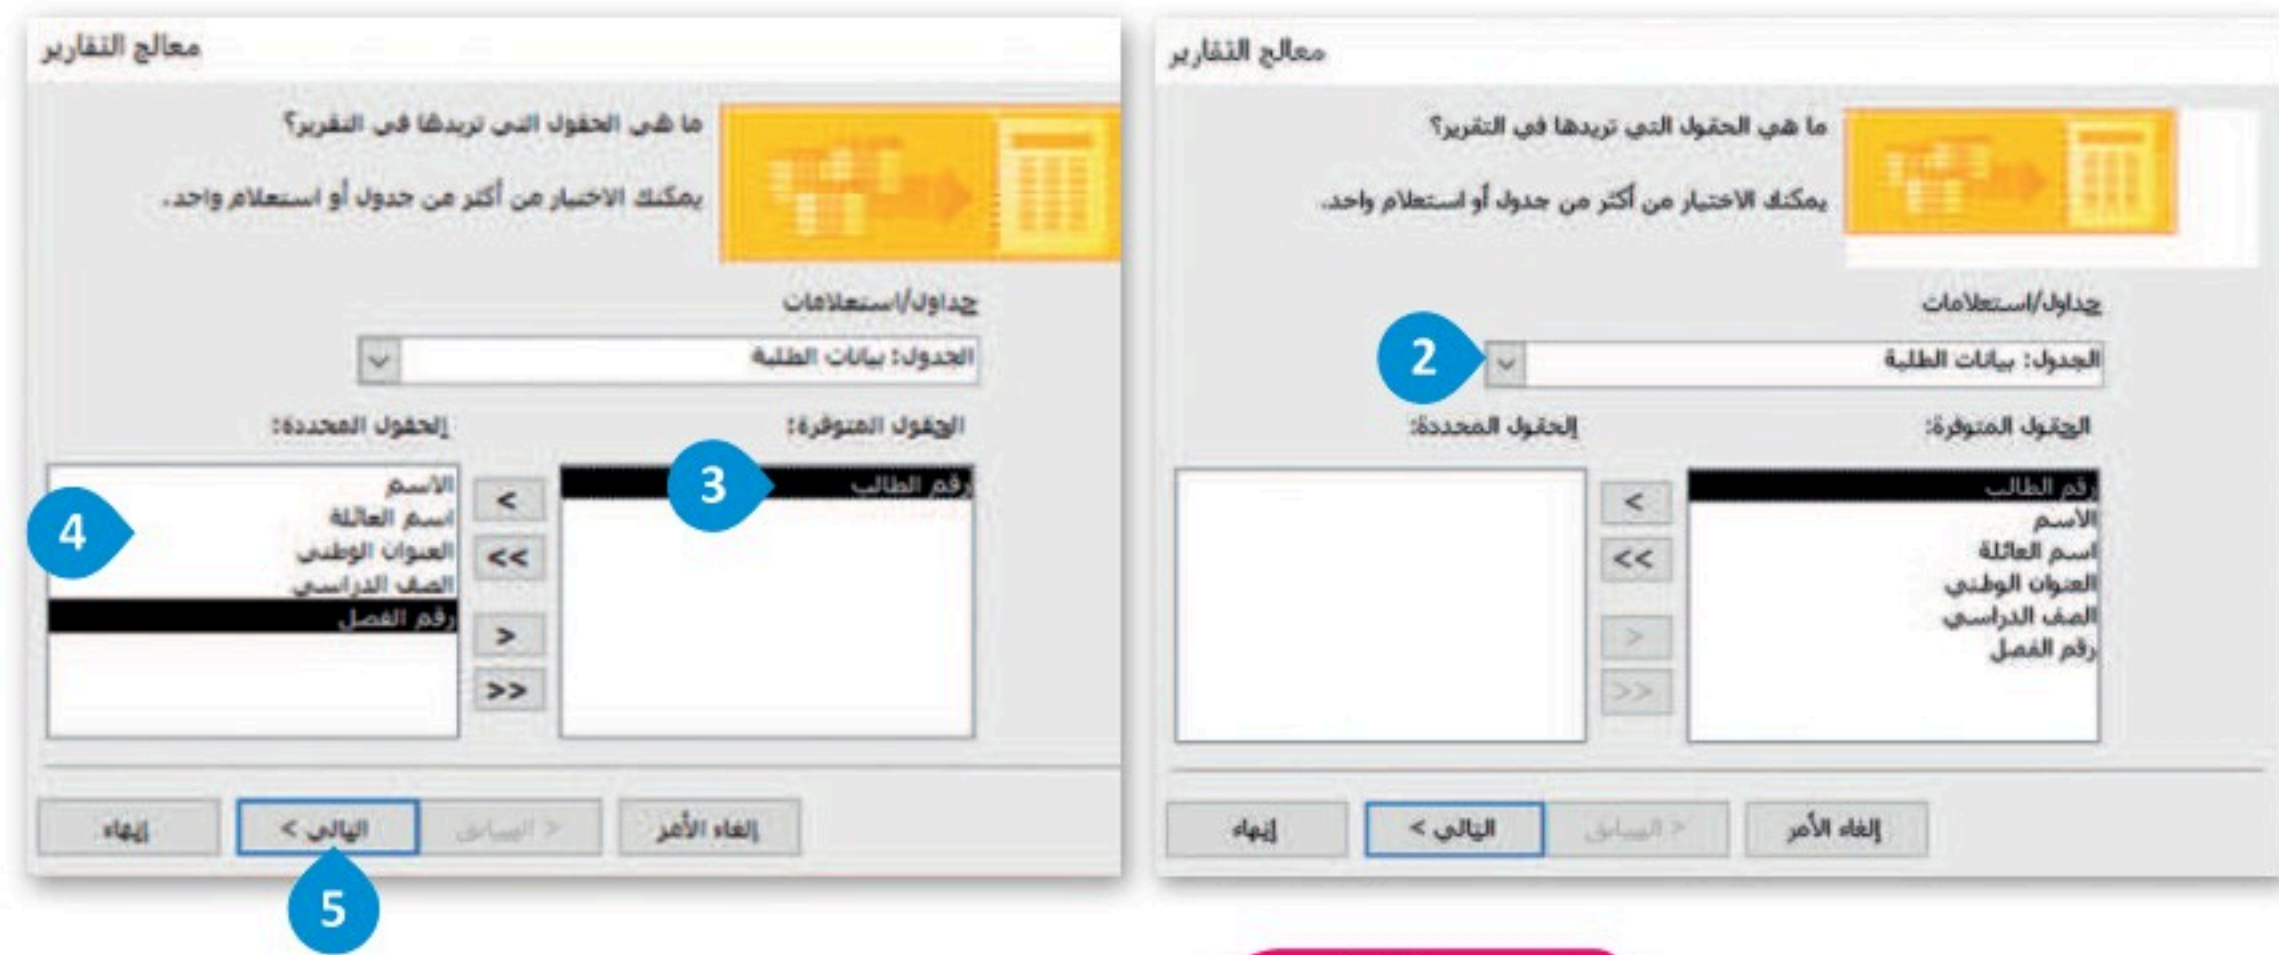 معالج التقارير
ما هي الحقول التي تريدها في التقرير؟
يمكنك الاختيار من أكثر من جدول أو استعلام واحد.
جداول/استعلامات
الجدول: بيانات الطلبة
2
الحقول المتوفرة:
الحقول المحددة:
رقم الطالب
الاسم
اسم العائلة
العنوان الوطني
الصف الدراسي
رقم الفصل
>
>>
<
<<
إلغاء الأمر
< السابق
التالي >
إنهاء
معالج التقارير
ما هي الحقول التي تريدها في التقرير؟
يمكنك الاختيار من أكثر من جدول أو استعلام واحد.
جداول/استعلامات
الجدول: بيانات الطلبة
الحقول المتوفرة:
الحقول المحددة:
رقم الطالب
3
>
>>
<
<<
الاسم
اسم العائلة
العنوان الوطني
الصف الدراسي
رقم الفصل
4
إلغاء الأمر
< السابق
التالي >
إنهاء
5